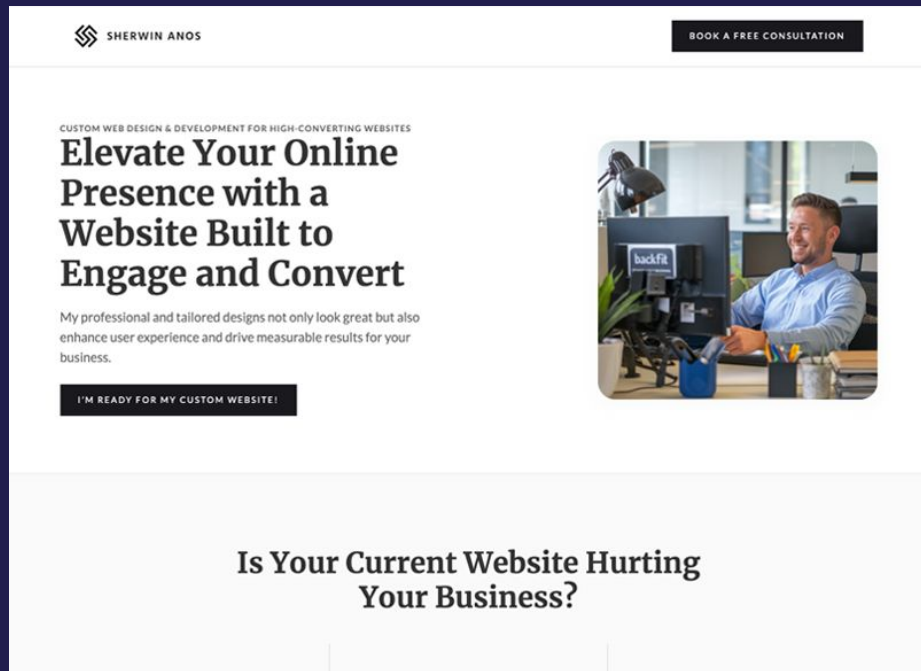 SHERWIN ANOS
BOOK A FREE CONSULTATION
CUSTOM WEB DESIGN & DEVELOPMENT FOR HIGH-CONVERTING WEBSITES
Elevate Your Online
Presence with a
Website Built to
Engage and Convert
My professional and tailored designs not only look great but also
enhance user experience and drive measurable results for your
business.
I'M READY FOR MY CUSTOM WEBSITE!
backfit
Is Your Current Website Hurting
Your Business?